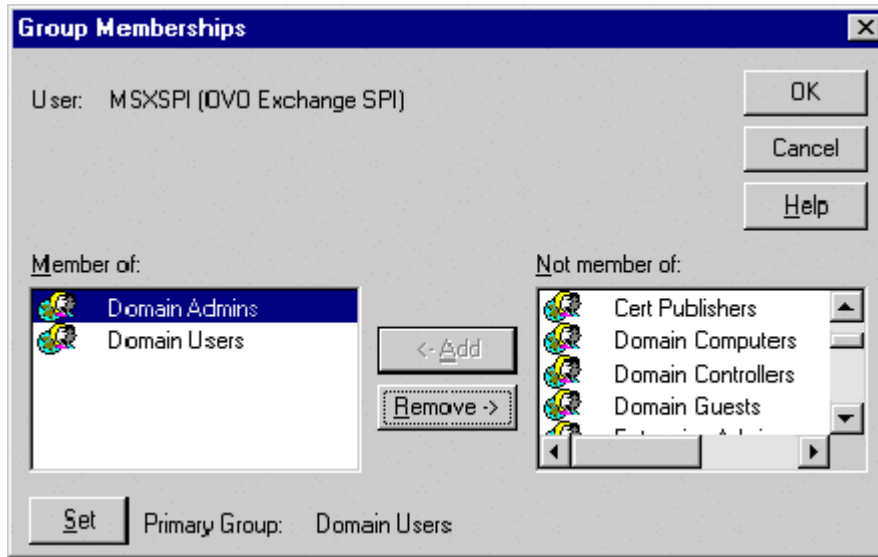 Group Memberships
User: MSXSPI (OVO Exchange SPI)
OK
Cancel
Help
Member of:
Domain Admins
Domain Users
<- Add
Remove ->
Not member of:
Cert Publishers
Domain Computers
Domain Controllers
Domain Guests
Set
Primary Group: Domain Users